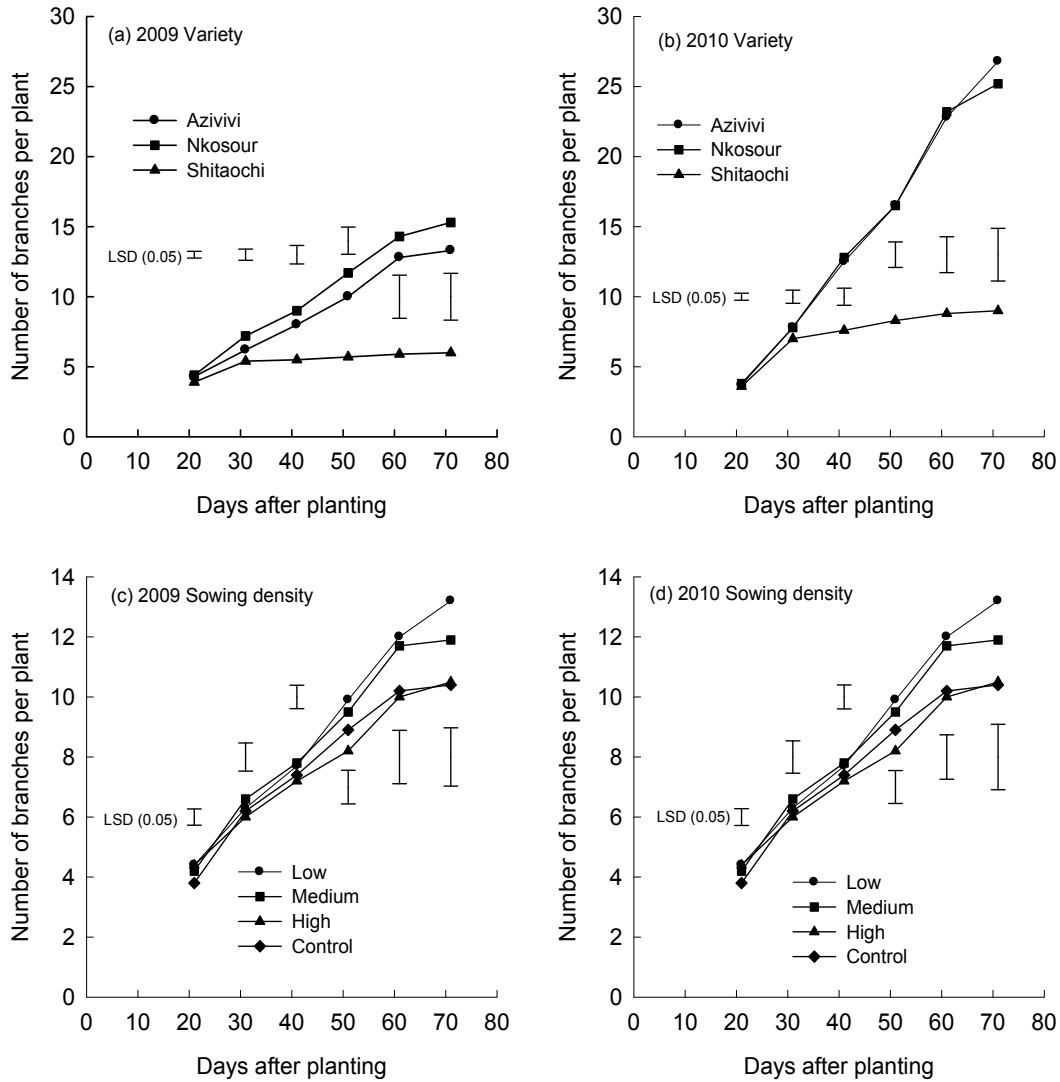 (a) 2009 Variety
Number of branches per plant
30
25
20
15
10
5
0
Azivivi
Nkosour
Shitaochi
LSD (0.05)
0 10 20 30 40 50 60 70 80
Days after planting
(b) 2010 Variety
Number of branches per plant
30
25
20
15
10
5
0
Azivivi
Nkosour
Shitaochi
LSD (0.05)
0 10 20 30 40 50 60 70 80
Days after planting
(c) 2009 Sowing density
Number of branches per plant
14
12
10
8
6
4
2
0
LSD (0.05)
Low
Medium
High
Control
0 10 20 30 40 50 60 70 80
Days after planting
(d) 2010 Sowing density
Number of branches per plant
14
12
10
8
6
4
2
0
LSD (0.05)
Low
Medium
High
Control
0 10 20 30 40 50 60 70 80
Days after planting